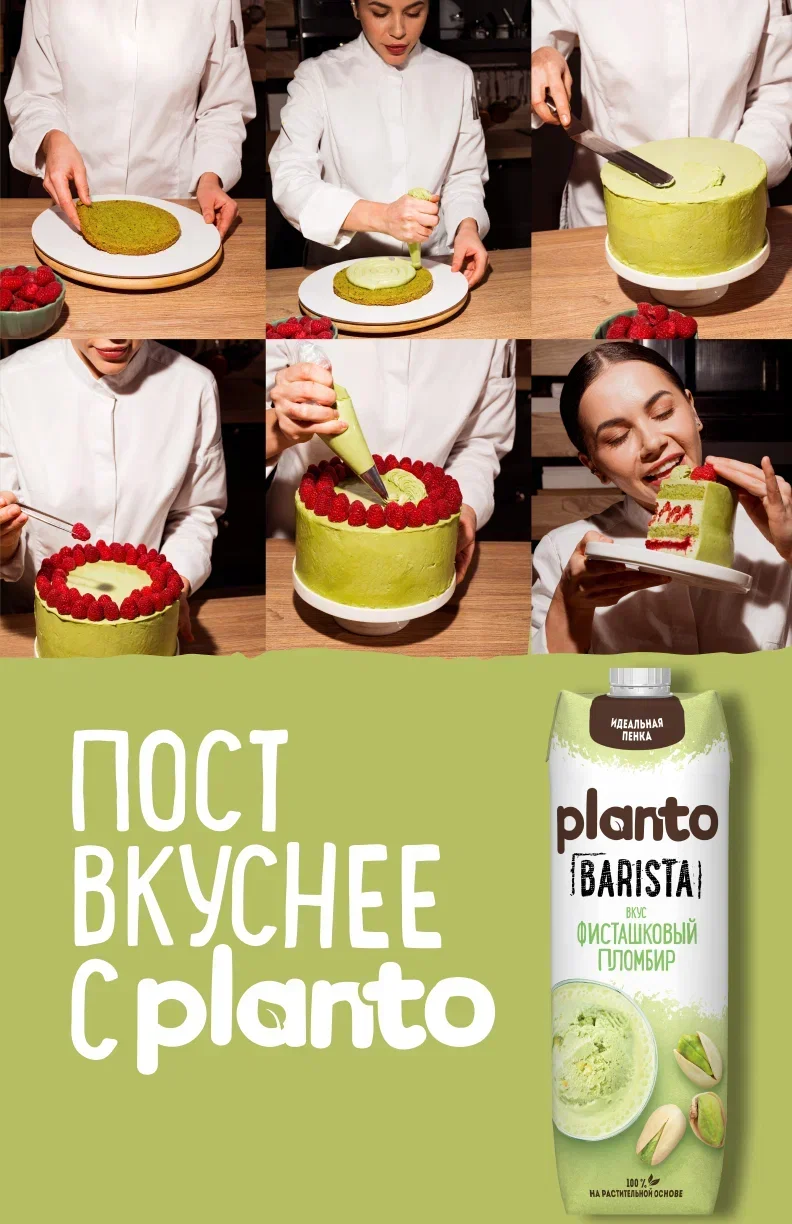 ПОСТ
ВКУСНЕЕ
С planto
ИДЕАЛЬНАЯ
ПЕНКА
planto
BARISTA
ВКУС
ФИСТАШКОВЫЙ
ПЛОМБИР
100%
НА РАСТИТЕЛЬНОЙ ОСНОВЕ